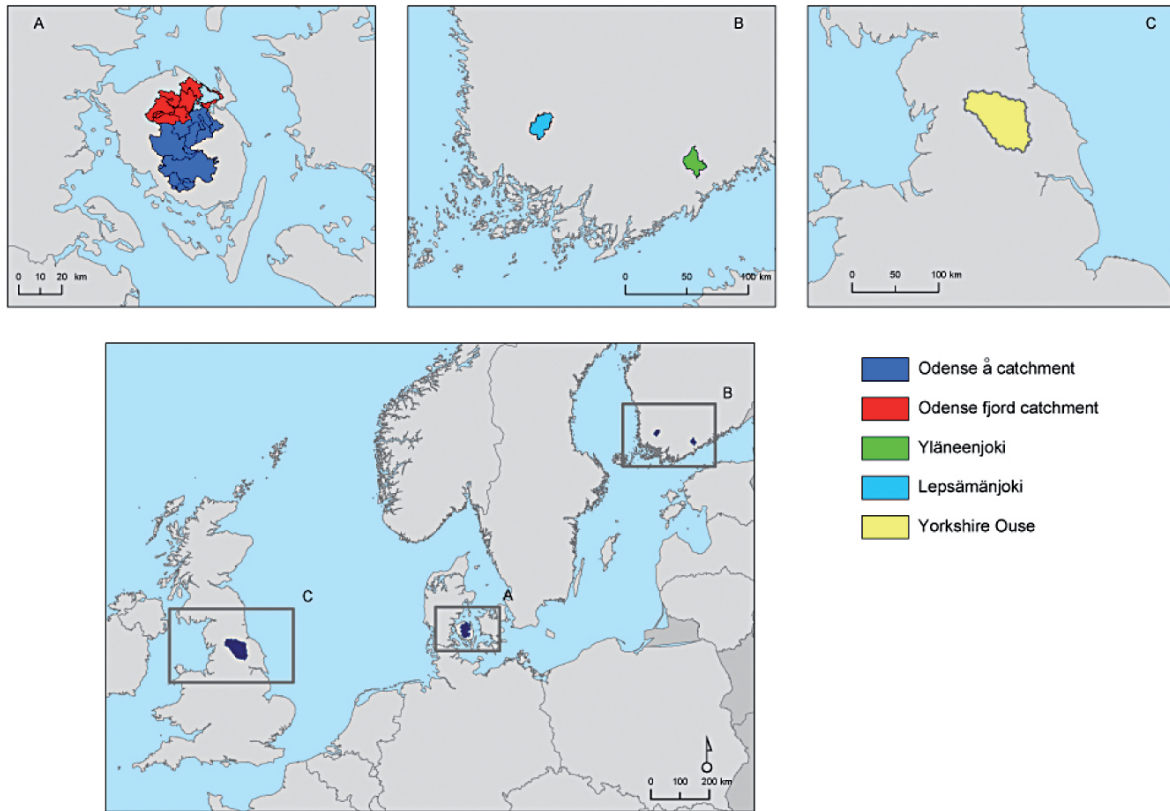 A
0 10 20 km
B
0 50 100 km
C
0 50 100 km
Odense å catchment
Odense fjord catchment
Yläneenjoki
Lepsämänjoki
Yorkshire Ouse
B
C
A
0 200 km